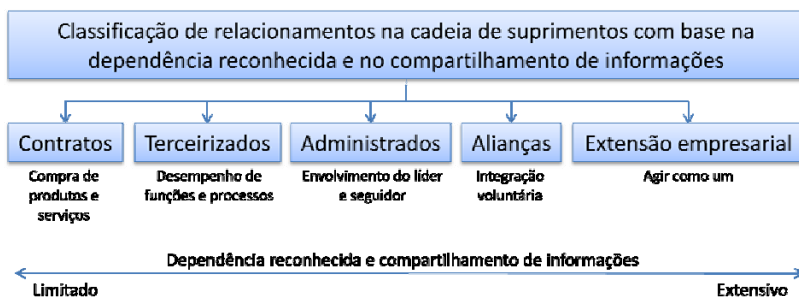 Classificação de relacionamentos na cadeia de suprimentos com base na
dependência reconhecida e no compartilhamento de informações
Contratos
Compra de
produtos e
serviços
Terceirizados
Desempenho de
funções e processos
Administrados
Envolvimento do líder
e seguidor
Alianças
Integração
voluntária
Extensão empresarial
Agir como um
Dependência reconhecida e compartilhamento de informações
Limitado
Extensivo